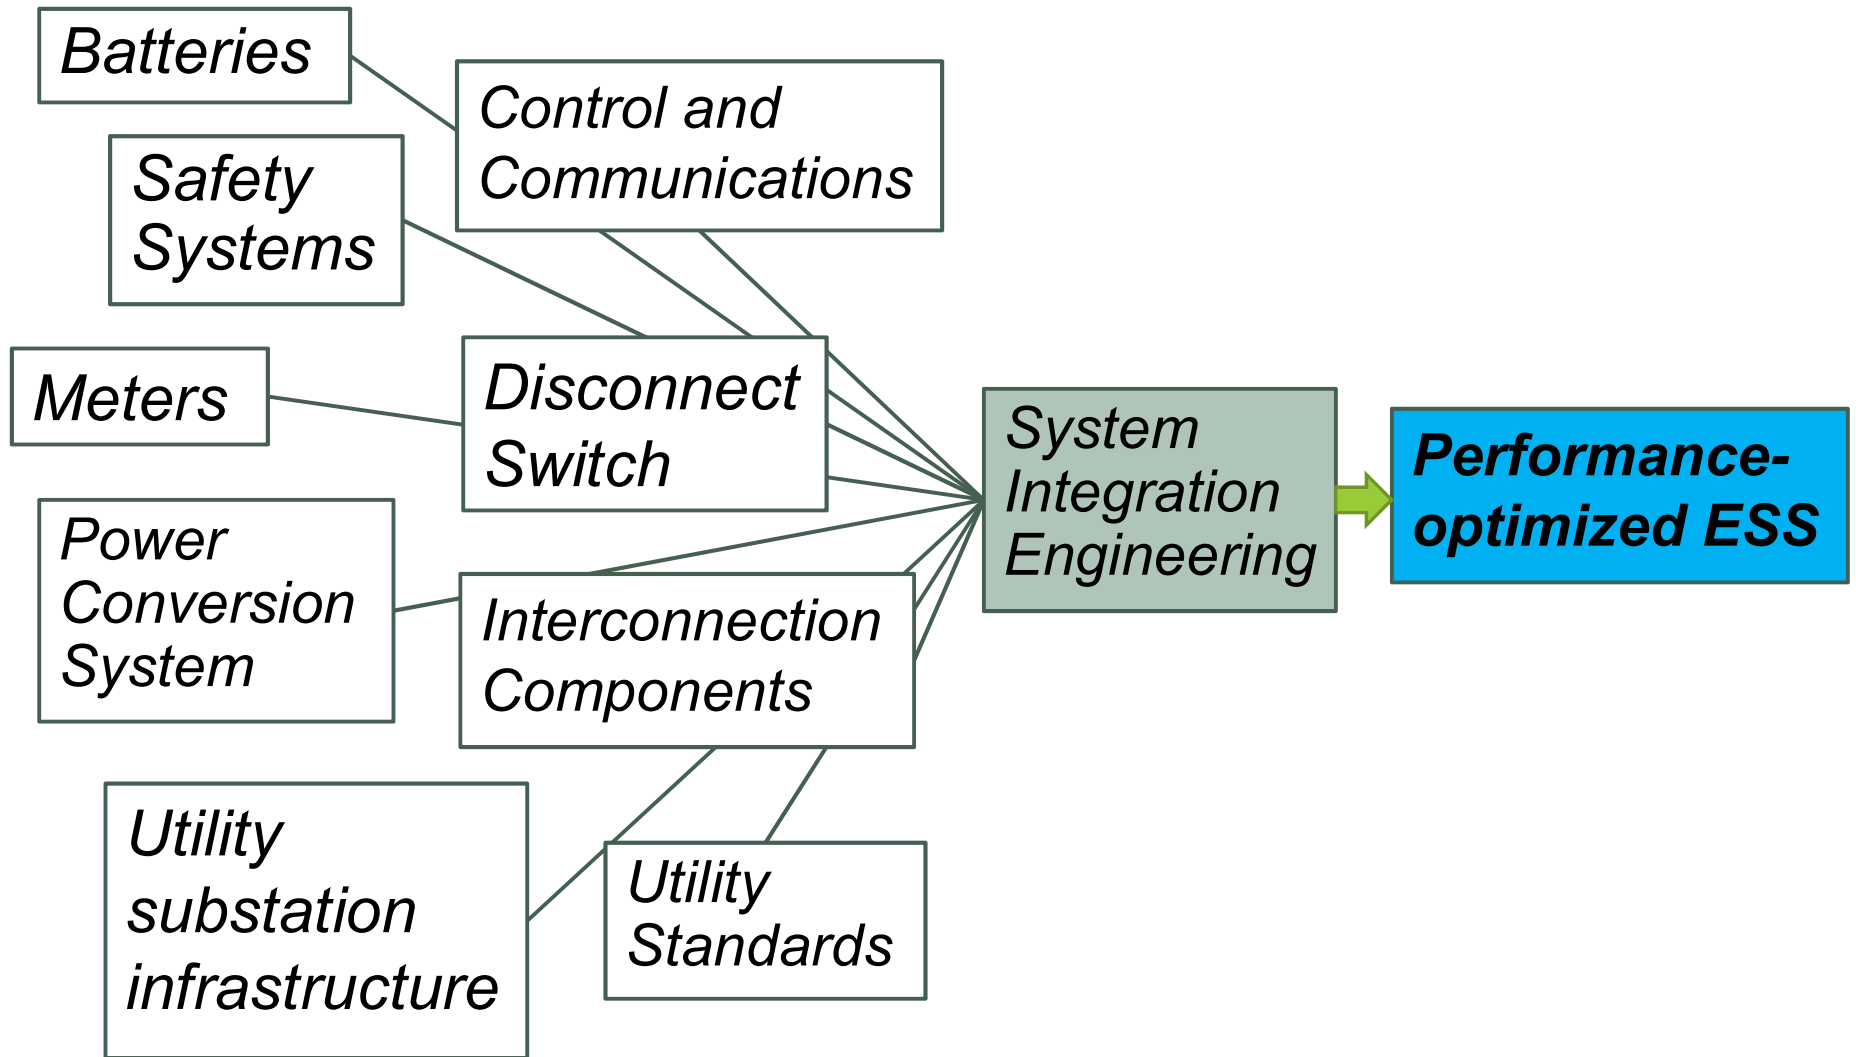 Batteries
Control and
Communications
Safety
Systems
Meters
Disconnect
Switch
Power
Conversion
System
Interconnection
Components
Utility
substation
infrastructure
Utility
Standards
System
Integration
Engineering
Performance-
optimized ESS